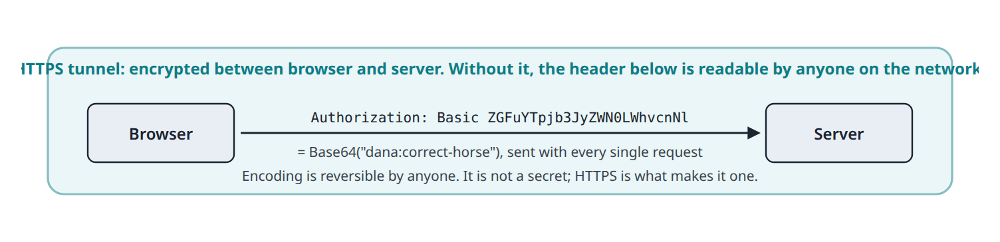 HTTPS tunnel: encrypted between browser and server. Without it, the header below is readable by anyone on the network
Authorization: Basic ZGFuYTpjb3JyZWN0LWhvcnNl
Browser
Server
= Base64("dana:correct-horse"), sent with every single request
Encoding is reversible by anyone. It is not a secret; HTTPS is what makes it one.